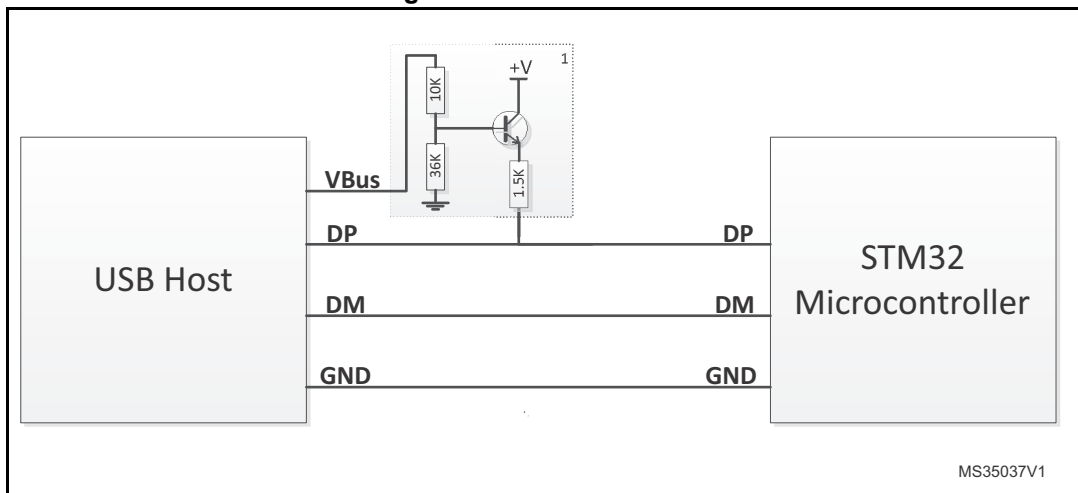 1
+V
10K
36K
1.5K
VBus
DP
DP
DM
DM
GND
GND
USB Host
STM32
Microcontroller
MS35037V1